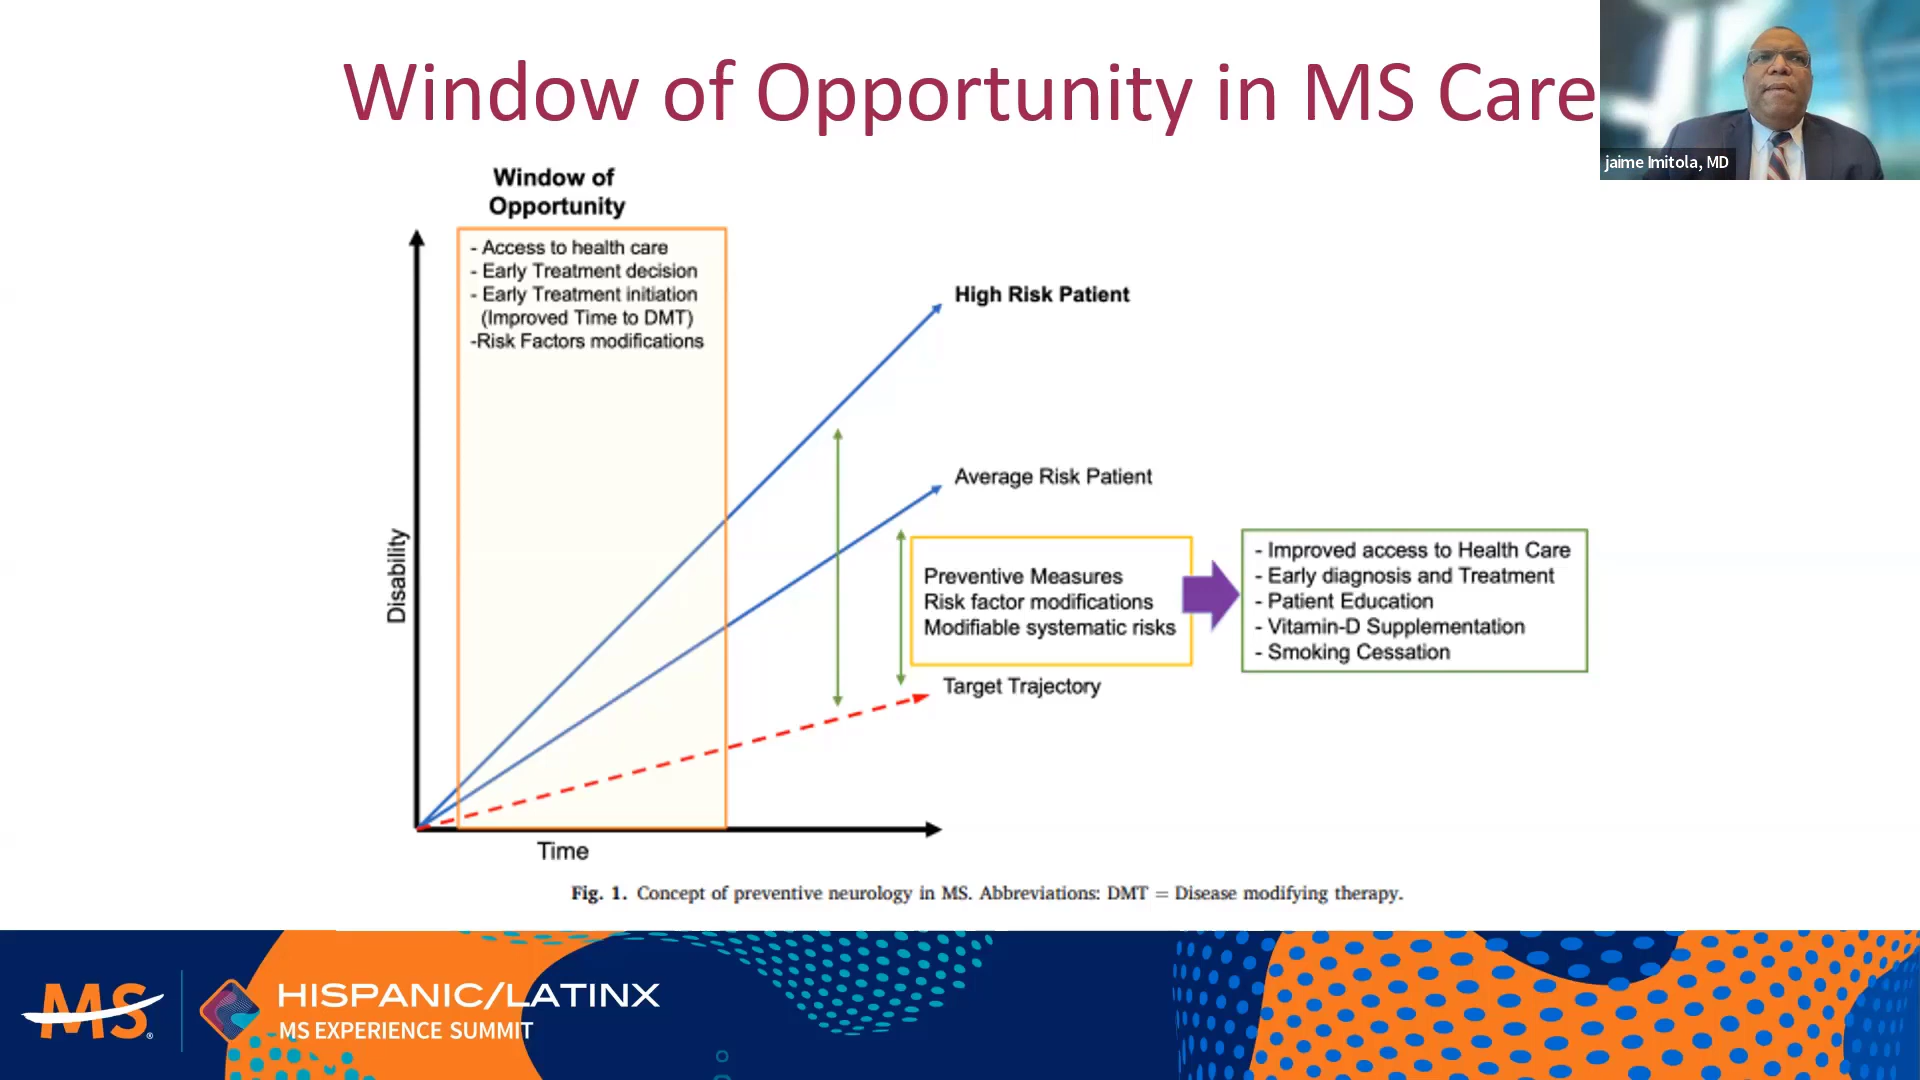 Window of Opportunity in MS Care
jaime Imitola, MD
Window of
Opportunity
- Access to health care
- Early Treatment decision
- Early Treatment initiation
(Improved Time to DMT)
-Risk Factors modifications
High Risk Patient
Average Risk Patient
Disability
Preventive Measures
Risk factor modifications
Modifiable systematic risks
- Improved access to Health Care
- Early diagnosis and Treatment
- Patient Education
- Vitamin-D Supplementation
- Smoking Cessation
Target Trajectory
Time
Fig. 1. Concept of preventive neurology in MS. Abbreviations: DMT = Disease modifying therapy.
MS®
HISPANIC/LATINX
MS EXPERIENCE SUMMIT